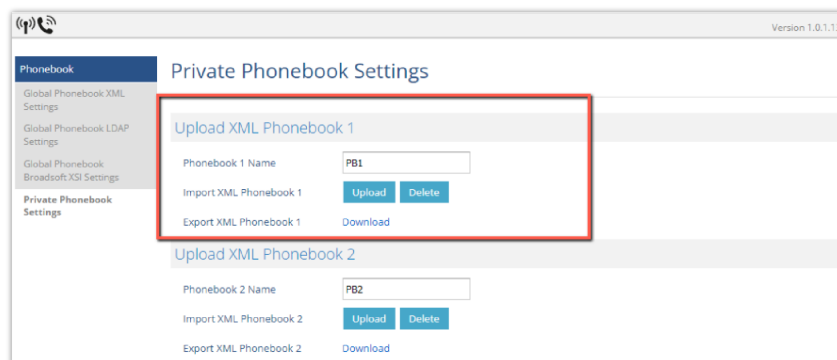 Version 1.0.1.1
Phonebook
Private Phonebook Settings
Global Phonebook XML
Settings
Global Phonebook LDAP
Settings
Global Phonebook
Broadsoft XSI Settings
Private Phonebook
Settings
Upload XML Phonebook 1
Phonebook 1 Name PB1
Import XML Phonebook 1 Upload Delete
Export XML Phonebook 1 Download
Upload XML Phonebook 2
Phonebook 2 Name PB2
Import XML Phonebook 2 Upload Delete
Export XML Phonebook 2 Download